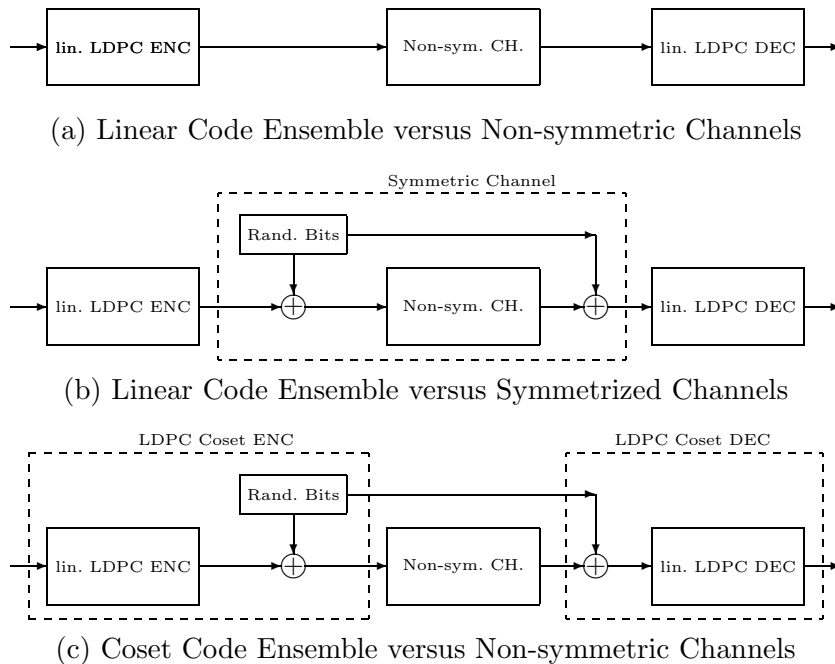 lin. LDPC ENC
Non-sym. CH.
lin. LDPC DEC
(a) Linear Code Ensemble versus Non-symmetric Channels
Symmetric Channel
Rand. Bits
lin. LDPC ENC
Non-sym. CH.
lin. LDPC DEC
(b) Linear Code Ensemble versus Symmetrized Channels
LDPC Coset ENC
LDPC Coset DEC
Rand. Bits
lin. LDPC ENC
Non-sym. CH.
lin. LDPC DEC
(c) Coset Code Ensemble versus Non-symmetric Channels